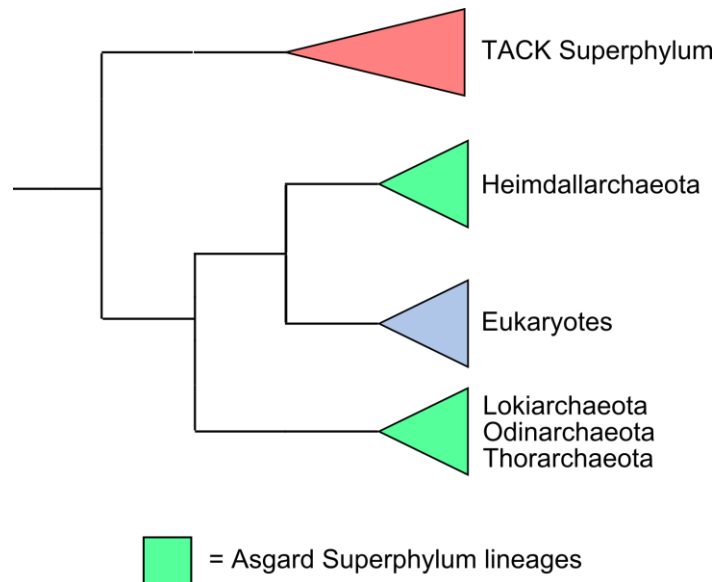 TACK Superphylum
Heimdallarchaeota
Eukaryotes
Lokiarchaeota
Odinarchaeota
Thorarchaeota
= Asgard Superphylum lineages